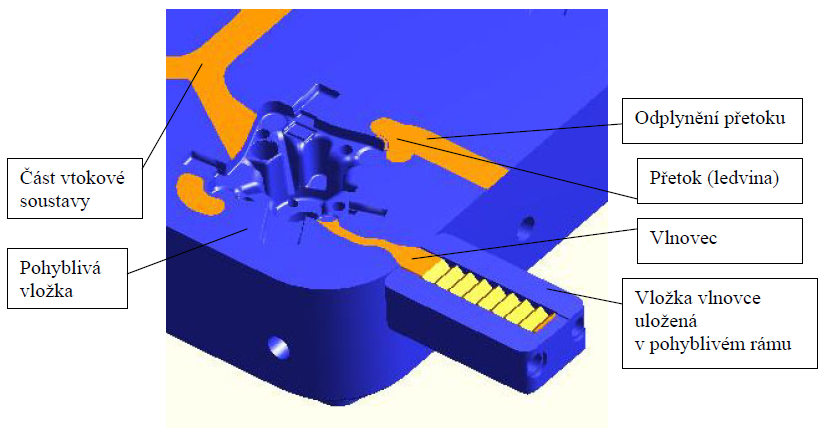 Část vtokové
soustavy
Pohyblivá
vložka
Odplynění přetoku
Přetok (ledvina)
Vlnovec
Vložka vlnovce
uložená
v pohyblivém rámu